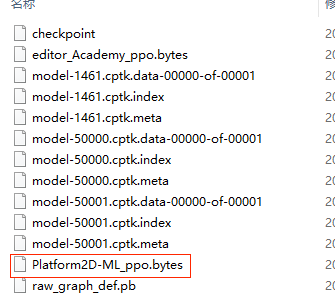 名称
checkpoint
editor_Academy_ppo.bytes
model-1461.cptk.data-00000-of-00001
model-1461.cptk.index
model-1461.cptk.meta
model-50000.cptk.data-00000-of-00001
model-50000.cptk.index
model-50000.cptk.meta
model-50001.cptk.data-00000-of-00001
model-50001.cptk.index
model-50001.cptk.meta
Platform2D-ML_ppo.bytes
raw_graph_def.pb